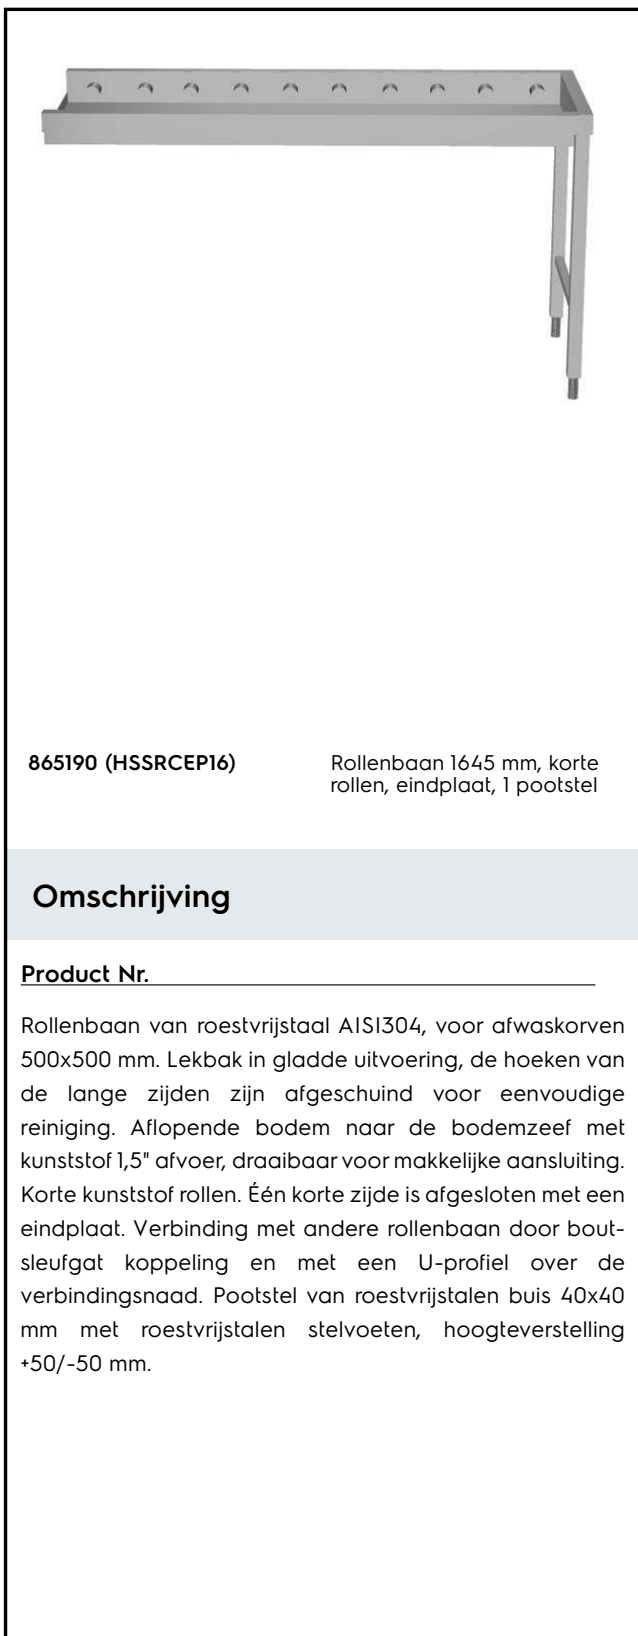 865190 (HSSRCEP16)
Rollenbaan 1645 mm, korte
rollen, eindplaat, 1 pootstel
Omschrijving
Product Nr.
Rollenbaan van roestvrijstaal AISI304, voor afwaskorven
500x500 mm. Lekbak in gladde uitvoering, de hoeken van
de lange zijden zijn afgeschuind voor eenvoudige
reiniging. Aflopende bodem naar de bodemzeef met
kunststof 1,5" afvoer, draaibaar voor makkelijke aansluiting.
Korte kunststof rollen. Één korte zijde is afgesloten met een
eindplaat. Verbinding met andere rollenbaan door bout-
sleufgat koppeling en met een U-profiel over de
verbindingsnaad. Pootstel van roestvrijstalen buis 40x40
mm met roestvrijstalen stelvoeten, hoogteverstelling
+50/-50 mm.